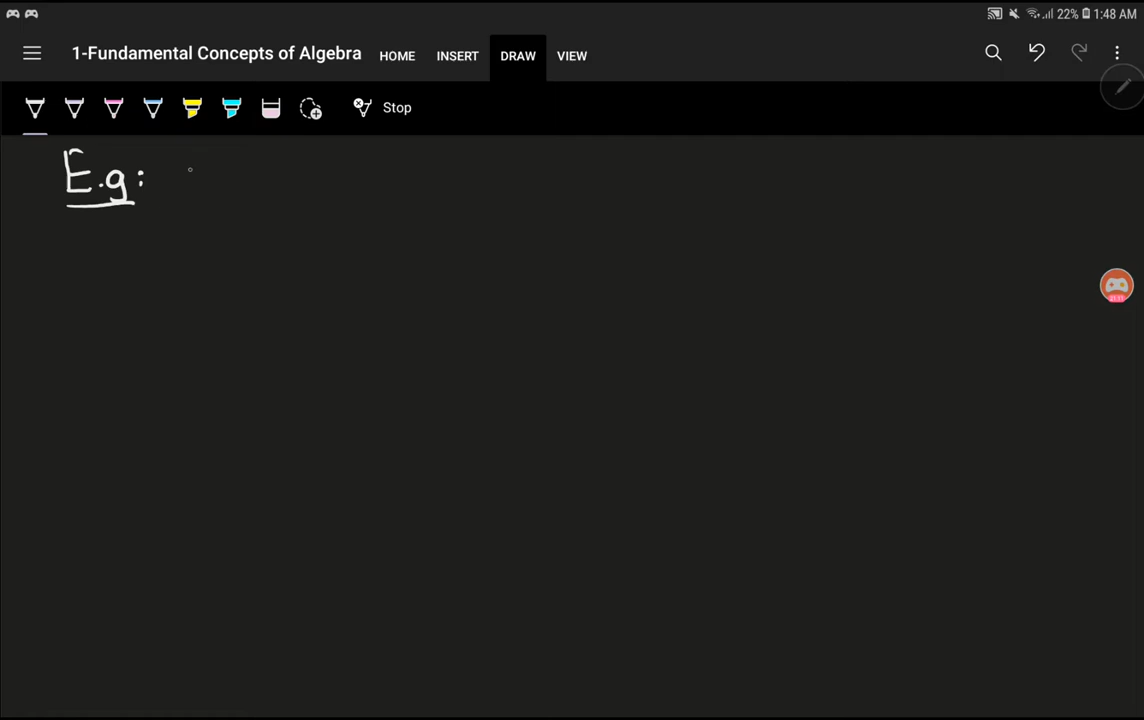 22% 1:48 AM
1-Fundamental Concepts of Algebra HOME INSERT DRAW VIEW
Stop
E.g: